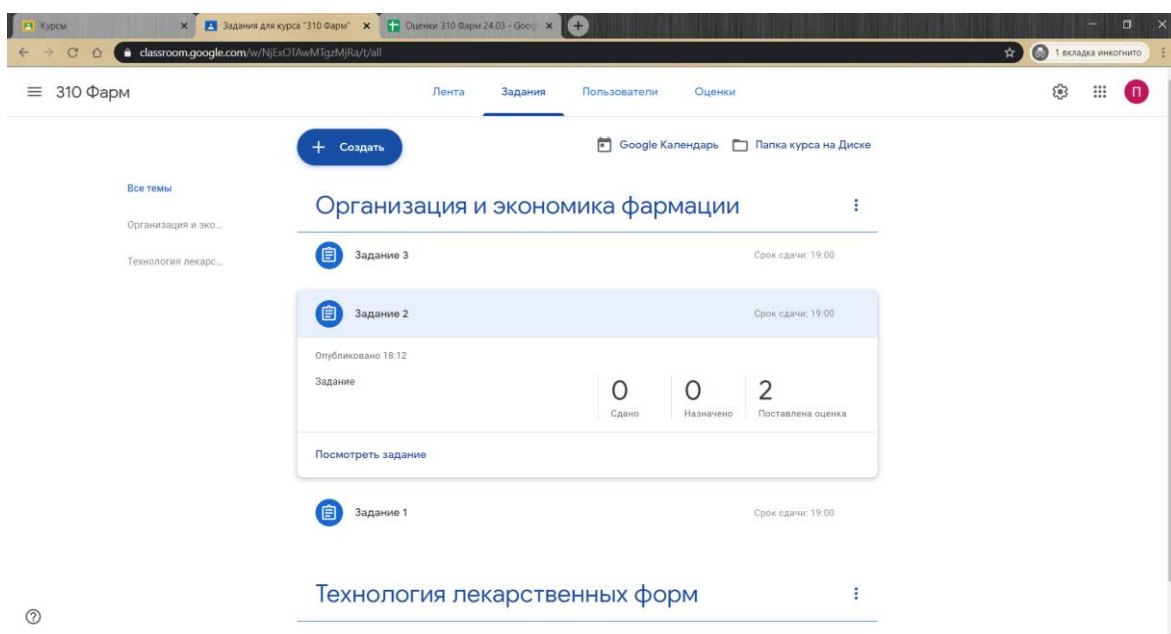 Курсы
Задания для курса "310 Фарм"
Оценки 310 Фарм 24.03 - Goog
classroom.google.com/w/NjExOTAwMTgzMjRa/t/all
1 вкладка инкогнито
310 Фарм
Лента Задания Пользователи Оценки
П
Создать
Google Календарь Папка курса на Диске
Все темы
Организация и эко...
Технология лекарс...
Организация и экономика фармации
Задание 3 Срок сдачи: 19:00
Задание 2 Срок сдачи: 19:00
Опубликовано 18:12
Задание
0 0 2
Сдано Назначено Поставлена оценка
Посмотреть задание
Задание 1 Срок сдачи: 19:00
Технология лекарственных форм